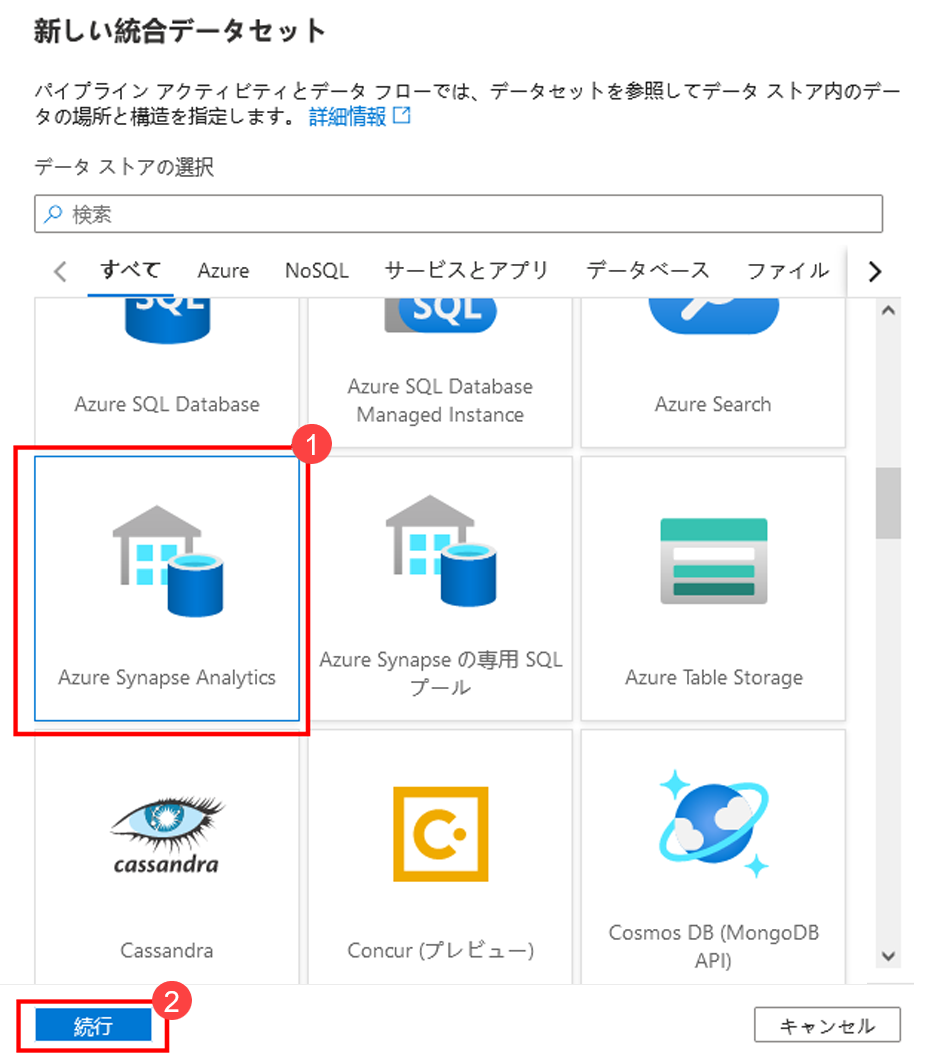 新しい統合データセット
パイプライン アクティビティとデータ フローでは、データセットを参照してデータ ストア内のデー
タの場所と構造を指定します。 詳細情報
データ ストアの選択
検索
すべて Azure NoSQL サービスとアプリ データベース ファイル
SQL SQL
Azure SQL Database
Azure SQL Database
Managed Instance
Azure Search
1
Azure Synapse Analytics
Azure Synapse の専用 SQL
プール
Azure Table Storage
cassandra
Cassandra
Concur (プレビュー)
Cosmos DB (MongoDB
API)
2
続行
キャンセル